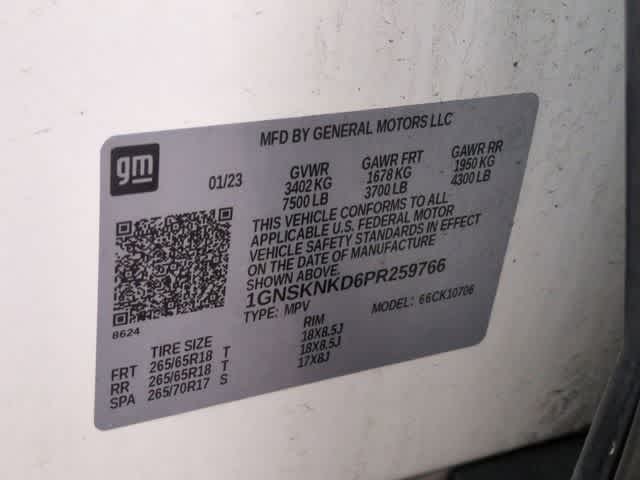 MFD BY GENERAL MOTORS LLC
gm
01/23
GVWR GAWR FRT GAWR RR
3402 KG 1678 KG 1950 KG
7500 LB 3700 LB 4300 LB
THIS VEHICLE CONFORMS TO ALL
APPLICABLE U.S. FEDERAL MOTOR
VEHICLE SAFETY STANDARDS IN EFFECT
ON THE DATE OF MANUFACTURE
SHOWN ABOVE.
1GNSKNKD6PR259766
TYPE: MPV MODEL: 66CK10706
8624
TIRE SIZE RIM
FRT 265/65R18 T 18X8.5J
RR 265/65R18 T 18X8.5J
SPA 265/70R17 S 17X8J